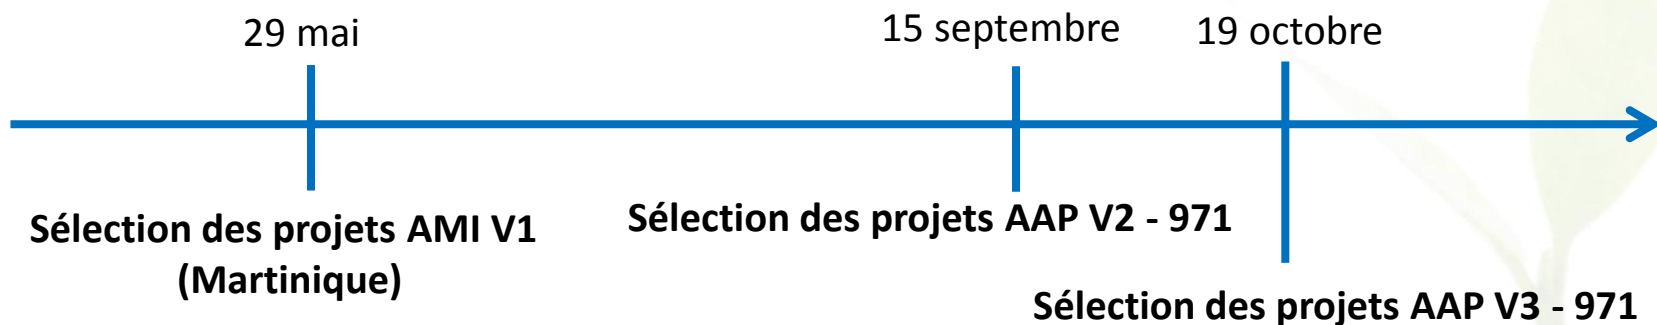 29 mai
15 septembre
19 octobre
Sélection des projets AMI V1
(Martinique)
Sélection des projets AAP V2 - 971
Sélection des projets AAP V3 - 971